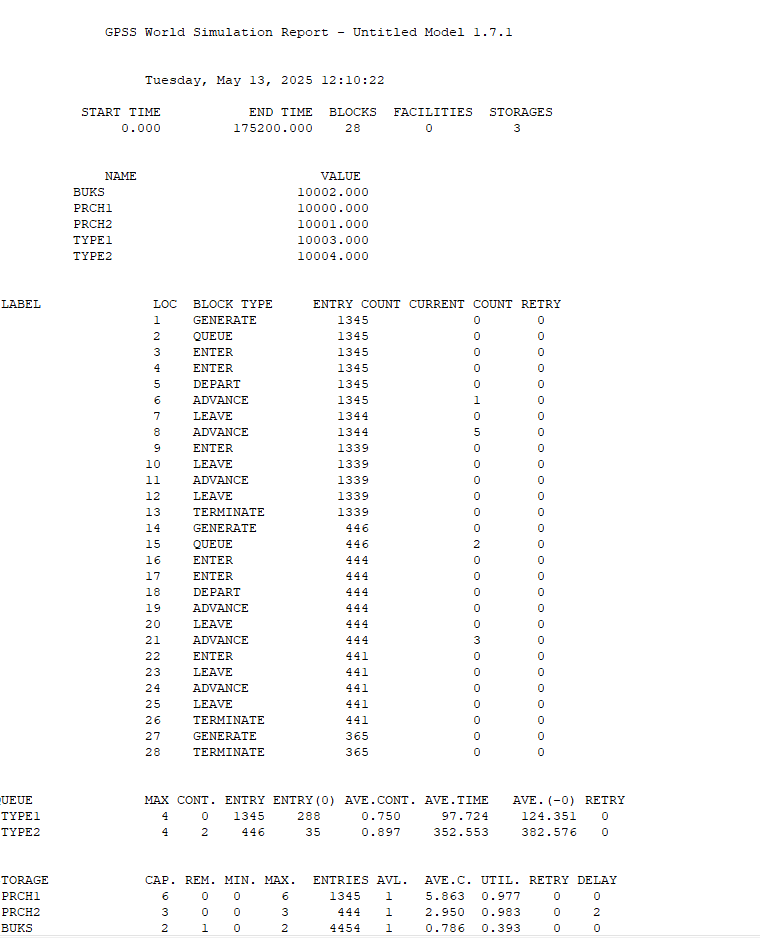 GPSS World Simulation Report - Untitled Model 1.7.1
Tuesday, May 13, 2025 12:10:22
START TIME END TIME BLOCKS FACILITIES STORAGES
0.000 175200.000 28 0 3
NAME VALUE
BUKS 10002.000
PRCH1 10000.000
PRCH2 10001.000
TYPE1 10003.000
TYPE2 10004.000
LABEL LOC BLOCK TYPE ENTRY COUNT CURRENT COUNT RETRY
1 GENERATE 1345 0 0
2 QUEUE 1345 0 0
3 ENTER 1345 0 0
4 ENTER 1345 0 0
5 DEPART 1345 0 0
6 ADVANCE 1345 1 0
7 LEAVE 1344 0 0
8 ADVANCE 1344 5 0
9 ENTER 1339 0 0
10 LEAVE 1339 0 0
11 ADVANCE 1339 0 0
12 LEAVE 1339 0 0
13 TERMINATE 1339 0 0
14 GENERATE 446 0 0
15 QUEUE 446 2 0
16 ENTER 444 0 0
17 ENTER 444 0 0
18 DEPART 444 0 0
19 ADVANCE 444 0 0
20 LEAVE 444 0 0
21 ADVANCE 444 3 0
22 ENTER 441 0 0
23 LEAVE 441 0 0
24 ADVANCE 441 0 0
25 LEAVE 441 0 0
26 TERMINATE 441 0 0
27 GENERATE 365 0 0
28 TERMINATE 365 0 0
UEUE MAX CONT. ENTRY ENTRY(0) AVE.CONT. AVE.TIME AVE.(-0) RETRY
TYPE1 4 0 1345 288 0.750 97.724 124.351 0
TYPE2 4 2 446 35 0.897 352.553 382.576 0
TORAGE CAP. REM. MIN. MAX. ENTRIES AVL. AVE.C. UTIL. RETRY DELAY
PRCH1 6 0 0 6 1345 1 5.863 0.977 0 0
PRCH2 3 0 0 3 444 1 2.950 0.983 0 2
BUKS 2 1 0 2 4454 1 0.786 0.393 0 0